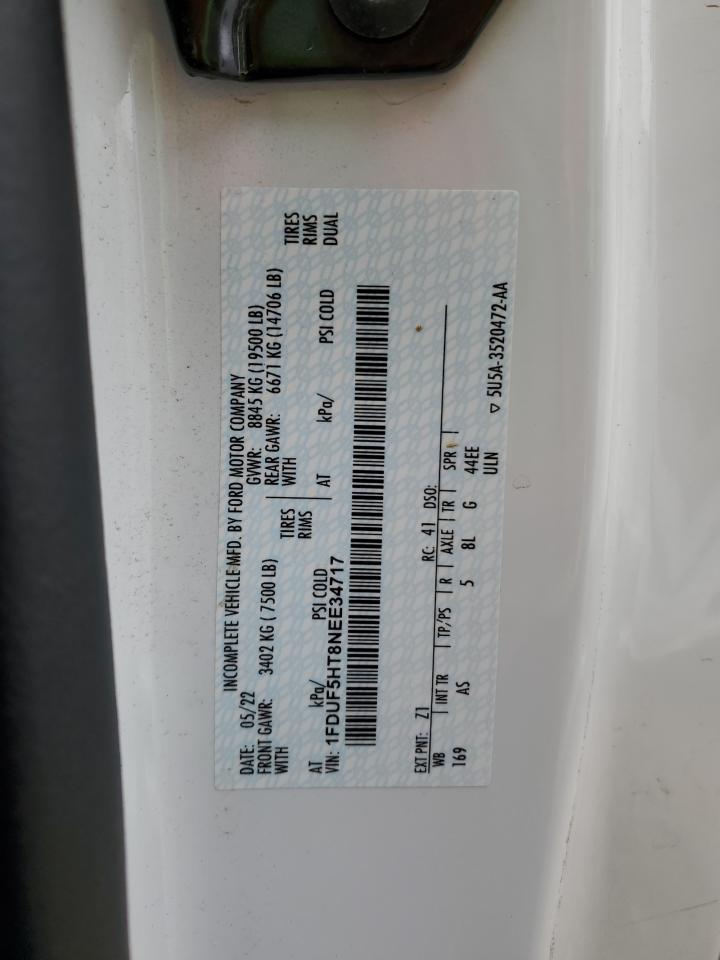 INCOMPLETE VEHICLE MFD. BY FORD MOTOR COMPANY
DATE: 05/22 GVWR: 8845 KG (19500 LB)
FRONT GAWR: 3402 KG ( 7500 LB) REAR GAWR: 6671 KG (14706 LB)
WITH TIRES WITH TIRES
RIMS RIMS
AT kPa/ PSI COLD AT kPa/ PSI COLD DUAL
VIN: 1FDUF5HT8NEE34717
EXT PNT: Z1 RC: 41 DSO:
WB INT TR TP/PS R AXLE TR SPR
169 AS 5 8L G 44EE
ULN
▽ 5U5A-3520472-AA